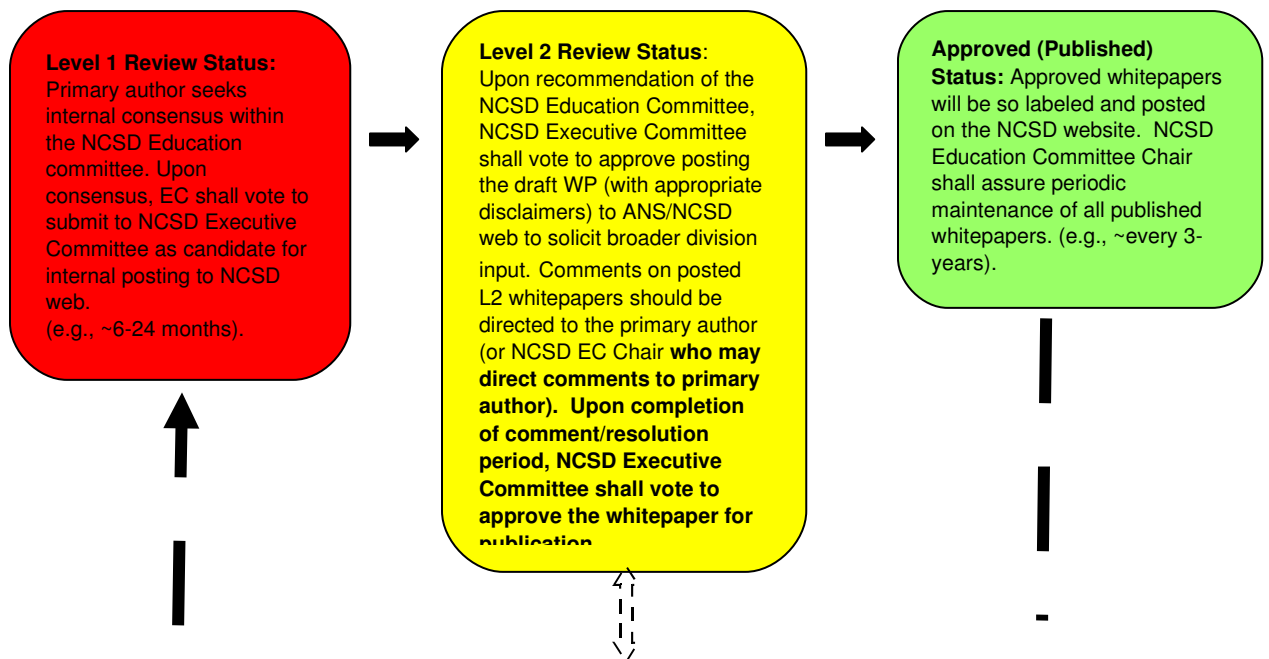 Level 1 Review Status:
Primary author seeks
internal consensus within
the NCSD Education
committee. Upon
consensus, EC shall vote to
submit to NCSD Executive
Committee as candidate for
internal posting to NCSD
web.
(e.g., ~6-24 months).
Level 2 Review Status:
Upon recommendation of the
NCSD Education Committee,
NCSD Executive Committee
shall vote to approve posting
the draft WP (with appropriate
disclaimers) to ANS/NCSD
web to solicit broader division
input. Comments on posted
L2 whitepapers should be
directed to the primary author
(or NCSD EC Chair who may
direct comments to primary
author). Upon completion
of comment/resolution
period, NCSD Executive
Committee shall vote to
approve the whitepaper for
publication
Approved (Published)
Status: Approved whitepapers
will be so labeled and posted
on the NCSD website. NCSD
Education Committee Chair
shall assure periodic
maintenance of all published
whitepapers. (e.g., ~every 3-
years).